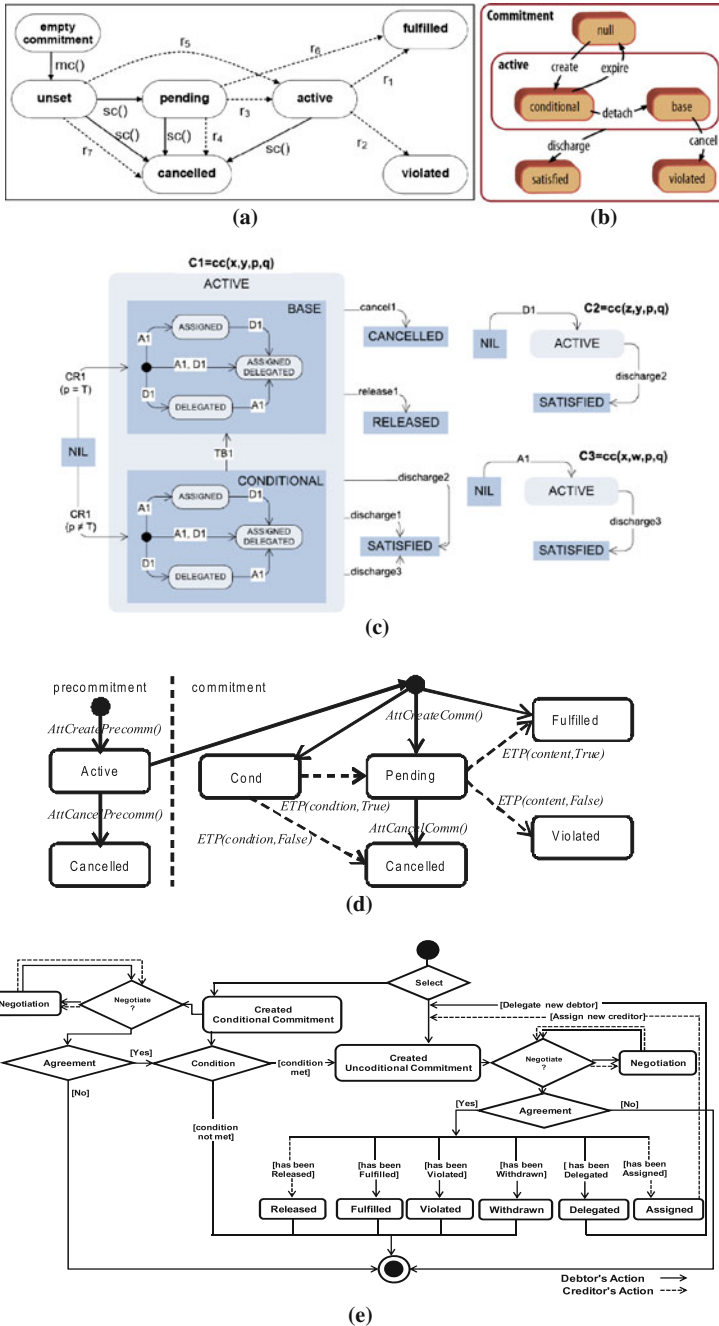 empty
commitment
mc()
r5
r6
fulfilled
r1
unset
sc()
pending
r3
active
sc()
sc()
r4
sc()
r7
r2
cancelled
violated
(a)
Commitment
null
active
create
expire
conditional
detach
base
discharge
cancel
satisfied
violated
(b)
C1=cc(x,y,p,q)
ACTIVE
BASE
A1
ASSIGNED
D1
A1, D1
ASSIGNED
DELEGATED
D1
DELEGATED
A1
CR1
(p = T)
NIL
CR1
(p ≠ T)
TB1
CONDITIONAL
A1
ASSIGNED
D1
A1, D1
ASSIGNED
DELEGATED
D1
DELEGATED
A1
cancel1
CANCELLED
release1
RELEASED
discharge2
discharge1
SATISFIED
discharge3
D1
C2=cc(z,y,p,q)
NIL
ACTIVE
discharge2
SATISFIED
C3=cc(x,w,p,q)
A1
NIL
ACTIVE
discharge3
SATISFIED
(c)
precommitment
commitment
AttCreatePrecomm()
AttCreateComm()
Fulfilled
Active
Cond
Pending
ETP(content,True)
ETP(condtion,True)
ETP(content,False)
AttCancelPrecomm()
AttCancelComm()
ETP(condtion,False)
Violated
Cancelled
Cancelled
(d)
Select
Negotiation
Negotiate
?
Created
Conditional Commitment
[Delegate new debtor]
[Assign new creditor]
Agreement
[Yes]
Condition
[condition
met]
Created
Uncoditional Commitment
Negotiate
?
Negotiation
[No]
[Yes]
Agreement
[No]
[condition
not met]
[has been
Released]
[has been
Fulfilled]
[has been
Violated]
[has been
Withdrawn]
[ has been
Delegated
[has been
Assigned]
Released
Fulfilled
Violated
Withdrawn
Delegated
Assigned
Debtor's Action
Creditor's Action
(e)